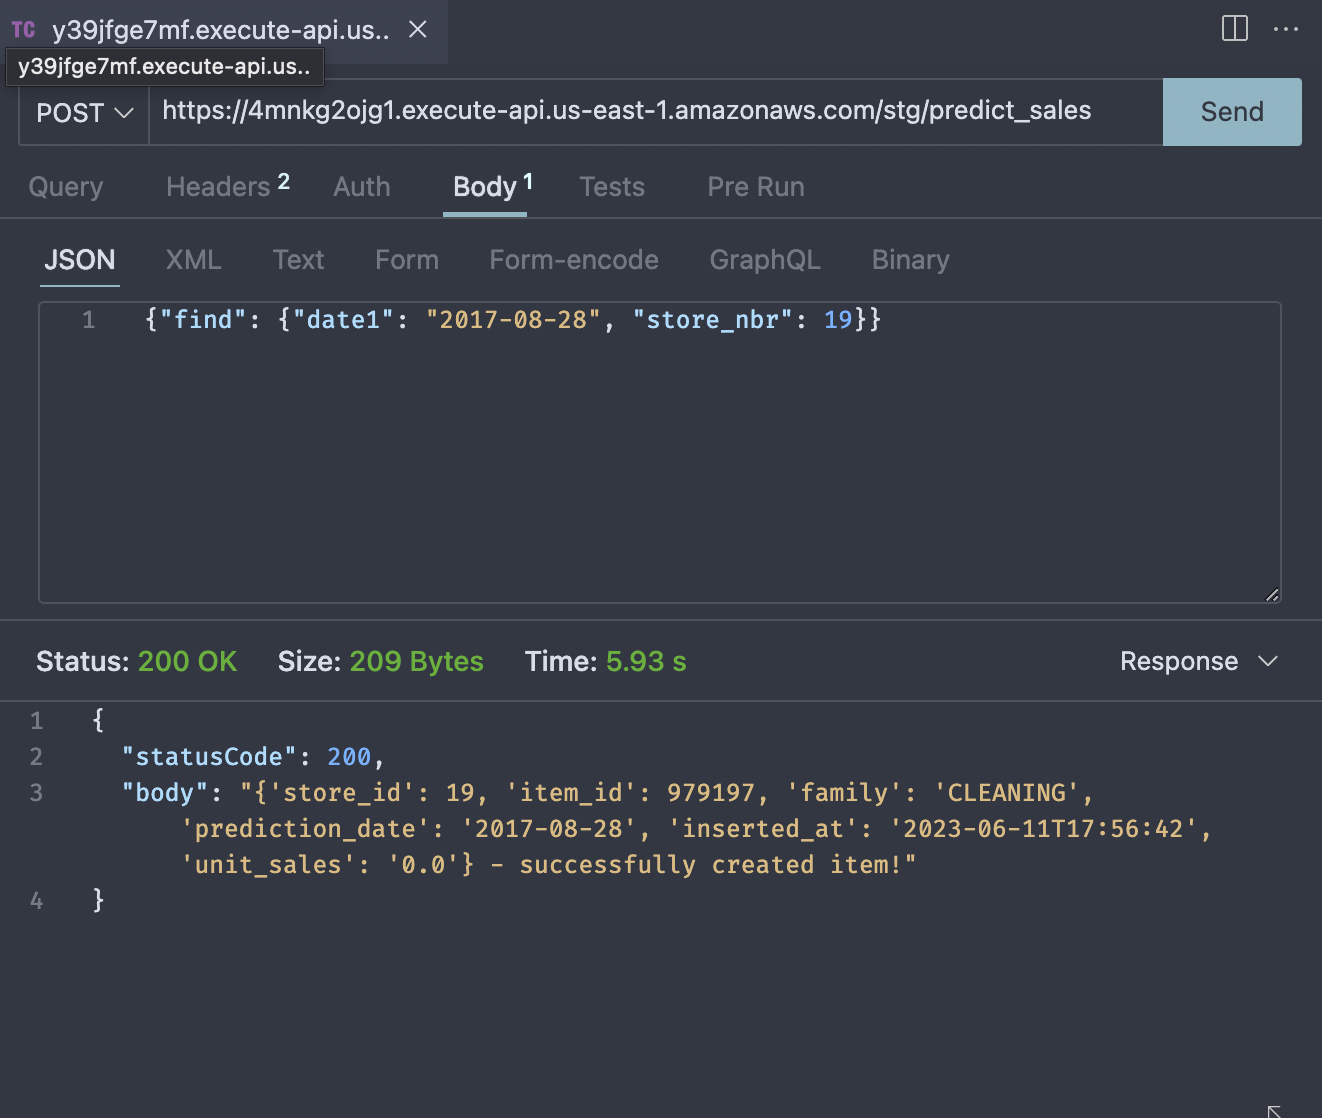 TC y39jfge7mf.execute-api.us..
y39jfge7mf.execute-api.us..
POST https://4mnkg2ojg1.execute-api.us-east-1.amazonaws.com/stg/predict_sales Send
Query Headers 2 Auth Body 1 Tests Pre Run
JSON XML Text Form Form-encode GraphQL Binary
1 {"find": {"date1": "2017-08-28", "store_nbr": 19}}
Status: 200 OK Size: 209 Bytes Time: 5.93 s Response
1 {
2 "statusCode": 200,
3 "body": "{'store_id': 19, 'item_id': 979197, 'family': 'CLEANING',
'prediction_date': '2017-08-28', 'inserted_at': '2023-06-11T17:56:42',
'unit_sales': '0.0'} - successfully created item!"
4 }